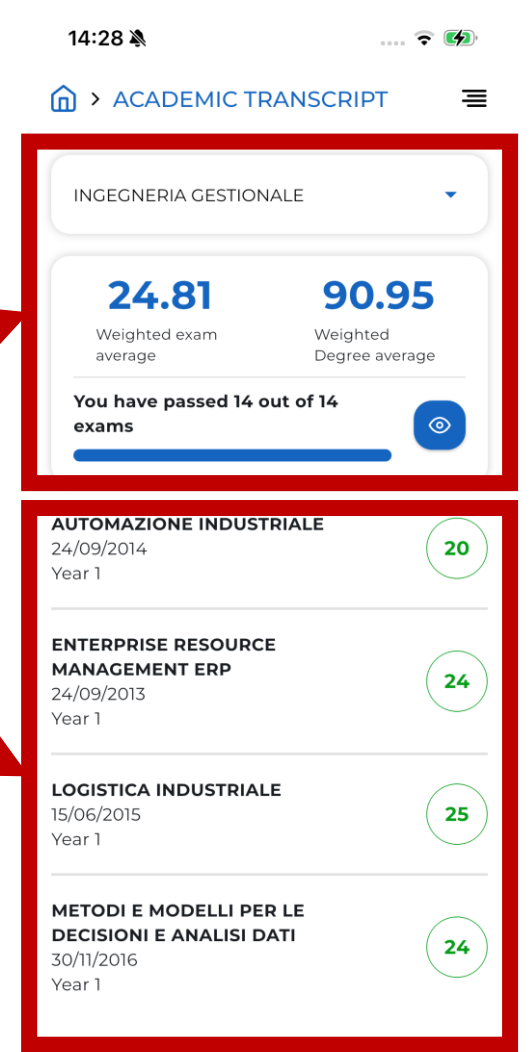 14:28
> ACADEMIC TRANSCRIPT
INGEGNERIA GESTIONALE
24.81 90.95
Weighted exam Weighted
average Degree average
You have passed 14 out of 14
exams
AUTOMAZIONE INDUSTRIALE
24/09/2014 20
Year 1
ENTERPRISE RESOURCE
MANAGEMENT ERP
24/09/2013 24
Year 1
LOGISTICA INDUSTRIALE
15/06/2015 25
Year 1
METODI E MODELLI PER LE
DECISIONI E ANALISI DATI
30/11/2016 24
Year 1